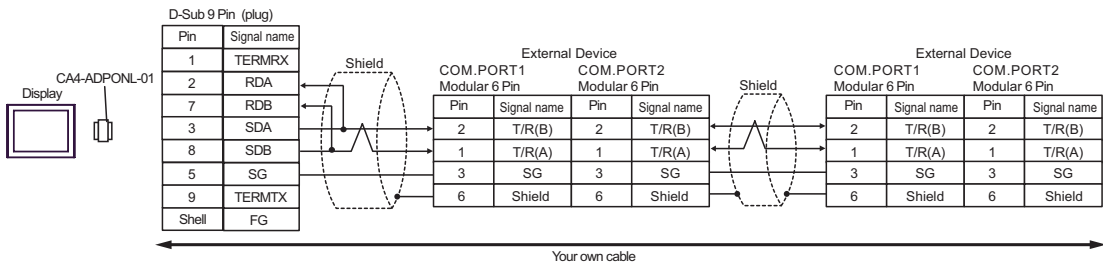 D-Sub 9 Pin (plug)
Pin Signal name
1 TERMRX
2 RDA
7 RDB
3 SDA
8 SDB
5 SG
9 TERMTX
Shell FG
CA4-ADPONL-01
Display
Shield
External Device
COM.PORT1 COM.PORT2
Modular 6 Pin Modular 6 Pin
Pin Signal name Pin Signal name
2 T/R(B) 2 T/R(B)
1 T/R(A) 1 T/R(A)
3 SG 3 SG
6 Shield 6 Shield
Shield
External Device
COM.PORT1 COM.PORT2
Modular 6 Pin Modular 6 Pin
Pin Signal name Pin Signal name
2 T/R(B) 2 T/R(B)
1 T/R(A) 1 T/R(A)
3 SG 3 SG
6 Shield 6 Shield
Your own cable